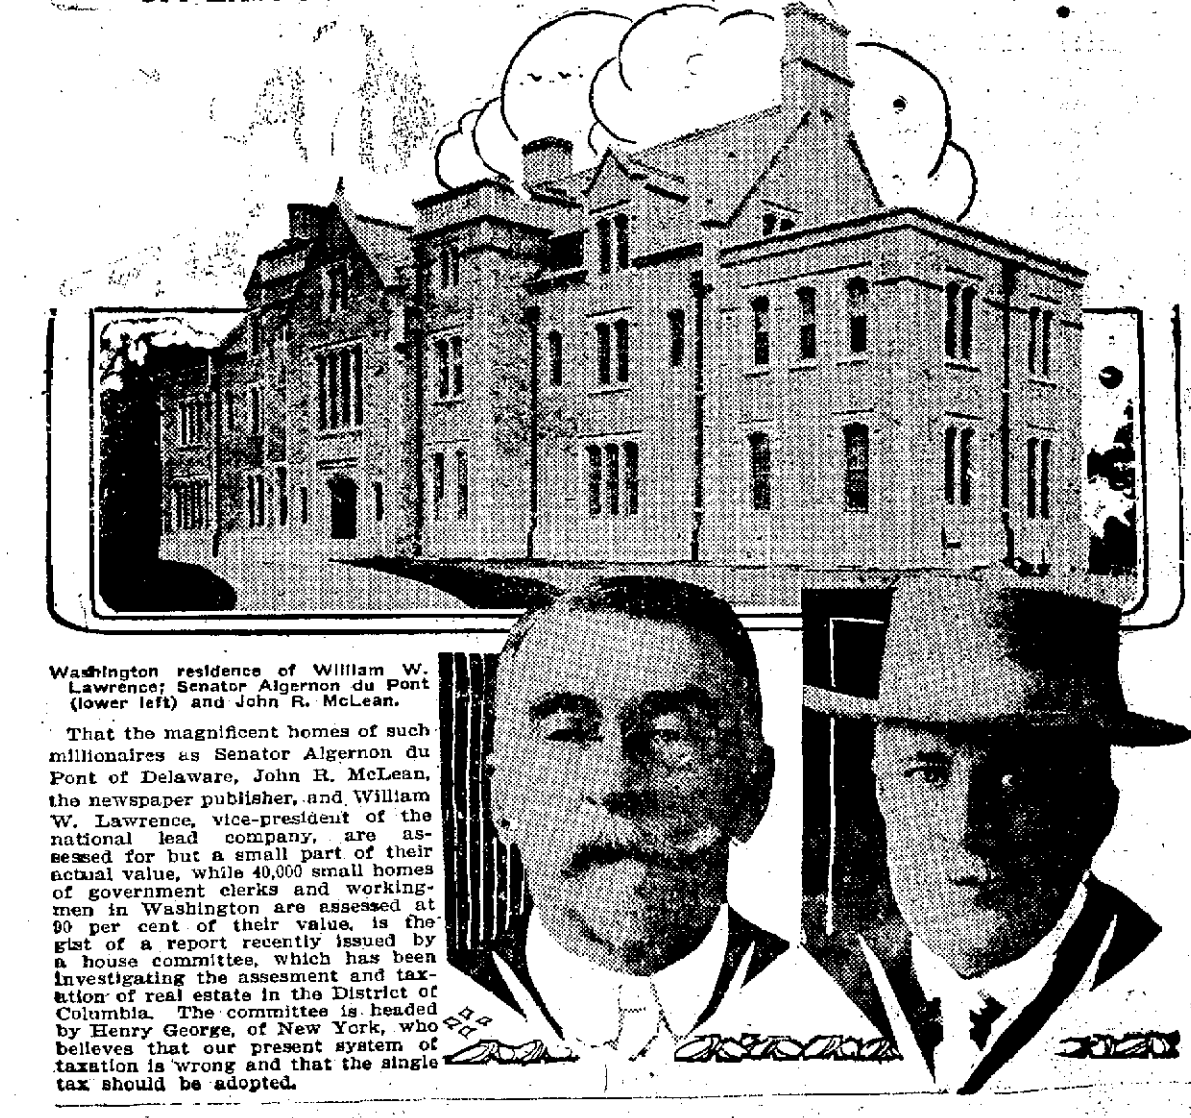 Washington residence of William W.
Lawrence; Senator Algernon du Pont
(lower left) and John R. McLean.
That the magnificent homes of such
millionaires as Senator Algernon du
Pont of Delaware, John R. McLean,
the newspaper publisher, and William
W. Lawrence, vice-president of the
national lead company, are as-
sessed for but a small part of their
actual value, while 40,000 small homes
of government clerks and working-
men in Washington are assessed at
90 per cent of their value, is the
gist of a report recently issued by
a house committee, which has been
investigating the assesment and tax-
ation of real estate in the District of
Columbia. The committee is headed
by Henry George, of New York, who
believes that our present system of
taxation is wrong and that the single
tax should be adopted.